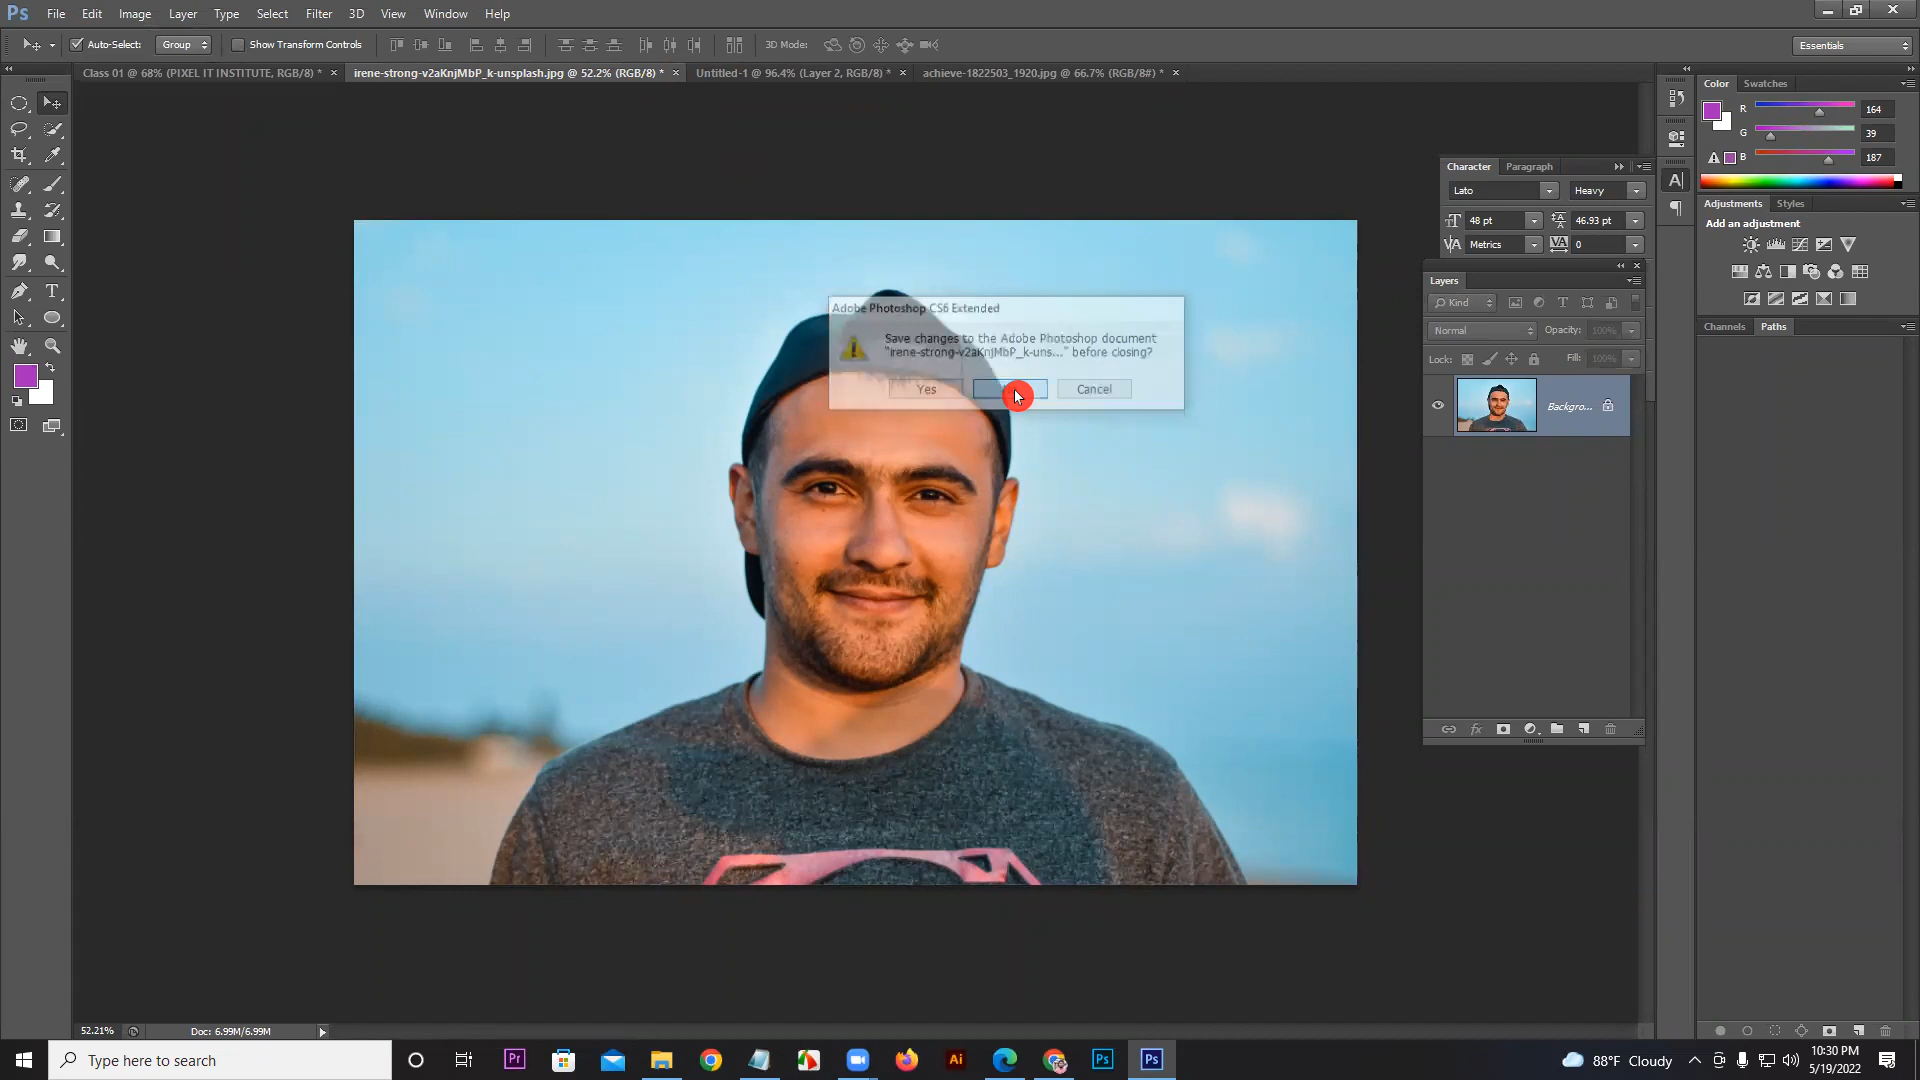 Ps File Edit Image Layer Type Select Filter 3D View Window Help
Auto-Select: Group Show Transform Controls 3D Mode: Essentials
Class 01 @ 68% (PIXEL IT INSTITUTE, RGB/8) * × irene-strong-v2aKnjMbP_k-unsplash.jpg @ 52.2% (RGB/8) * × Untitled-1 @ 96.4% (Layer 2, RGB/8) * × achieve-1822503_1920.jpg @ 66.7% (RGB/8#) * ×
Color Swatches
R 164
G 39
B 187
Character Paragraph
Lato Heavy
48 pt 46.93 pt
Metrics 0
Adjustments Styles
Add an adjustment
Layers
Kind
Normal Opacity: 100%
Lock: Fill: 100%
Backgro...
Channels Paths
Adobe Photoshop CS6 Extended
Save changes to the Adobe Photoshop document
"irene-strong-v2aKnjMbP_k-uns..." before closing?
Yes Cancel
52.21% Doc: 6.99M/6.99M
Type here to search
Pr Ai Ps Ps
88°F Cloudy
10:30 PM
5/19/2022